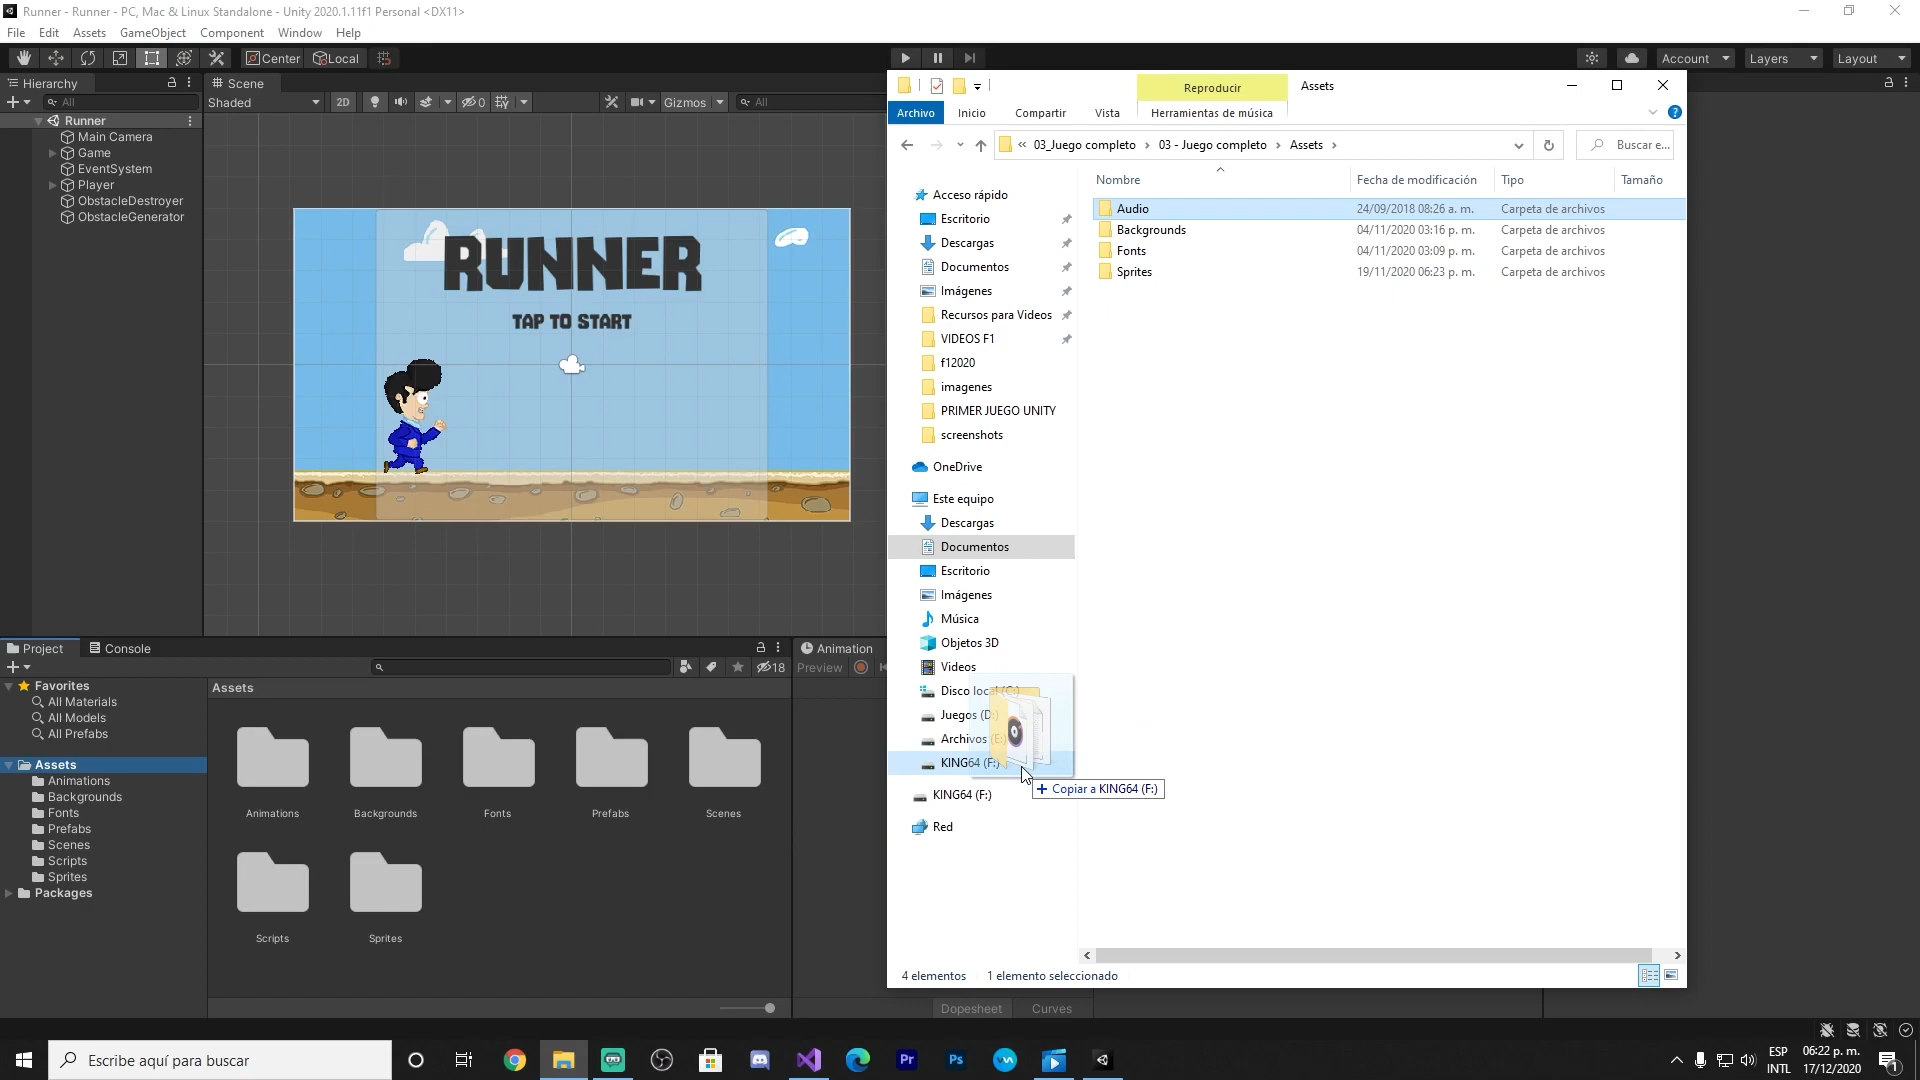 Runner - Runner - PC, Mac & Linux Standalone - Unity 2020.1.11f1 Personal <DX11>
File Edit Assets GameObject Component Window Help
Center Local
Account Layers Layout
Hierarchy
All
Runner
Main Camera
Game
EventSystem
Player
ObstacleDestroyer
ObstacleGenerator
Scene
Shaded 2D 0 Gizmos All
RUNNER
TAP TO START
Project Console
18
Favorites
All Materials
All Models
All Prefabs
Assets
Animations
Backgrounds
Fonts
Prefabs
Scenes
Scripts
Sprites
Packages
Assets
Animations Backgrounds Fonts Prefabs Scenes
Scripts Sprites
Animation
Preview
Dopesheet Curves
Reproducir Assets
Archivo Inicio Compartir Vista Herramientas de música
« 03_Juego completo › 03 - Juego completo › Assets ›
Buscar e...
Nombre Fecha de modificación Tipo Tamaño
Audio 24/09/2018 08:26 a. m. Carpeta de archivos
Backgrounds 04/11/2020 03:16 p. m. Carpeta de archivos
Fonts 04/11/2020 03:09 p. m. Carpeta de archivos
Sprites 19/11/2020 06:23 p. m. Carpeta de archivos
Acceso rápido
Escritorio
Descargas
Documentos
Imágenes
Recursos para Videos
VIDEOS F1
f12020
imagenes
PRIMER JUEGO UNITY
screenshots
OneDrive
Este equipo
Descargas
Documentos
Escritorio
Imágenes
Música
Objetos 3D
Videos
Disco local (C:)
Juegos (D:)
Archivos (E:)
KING64 (F:)
+ Copiar a KING64 (F:)
KING64 (F:)
Red
4 elementos 1 elemento seleccionado
Escribe aquí para buscar
Pr Ps
ESP
INTL
06:22 p. m.
17/12/2020
1